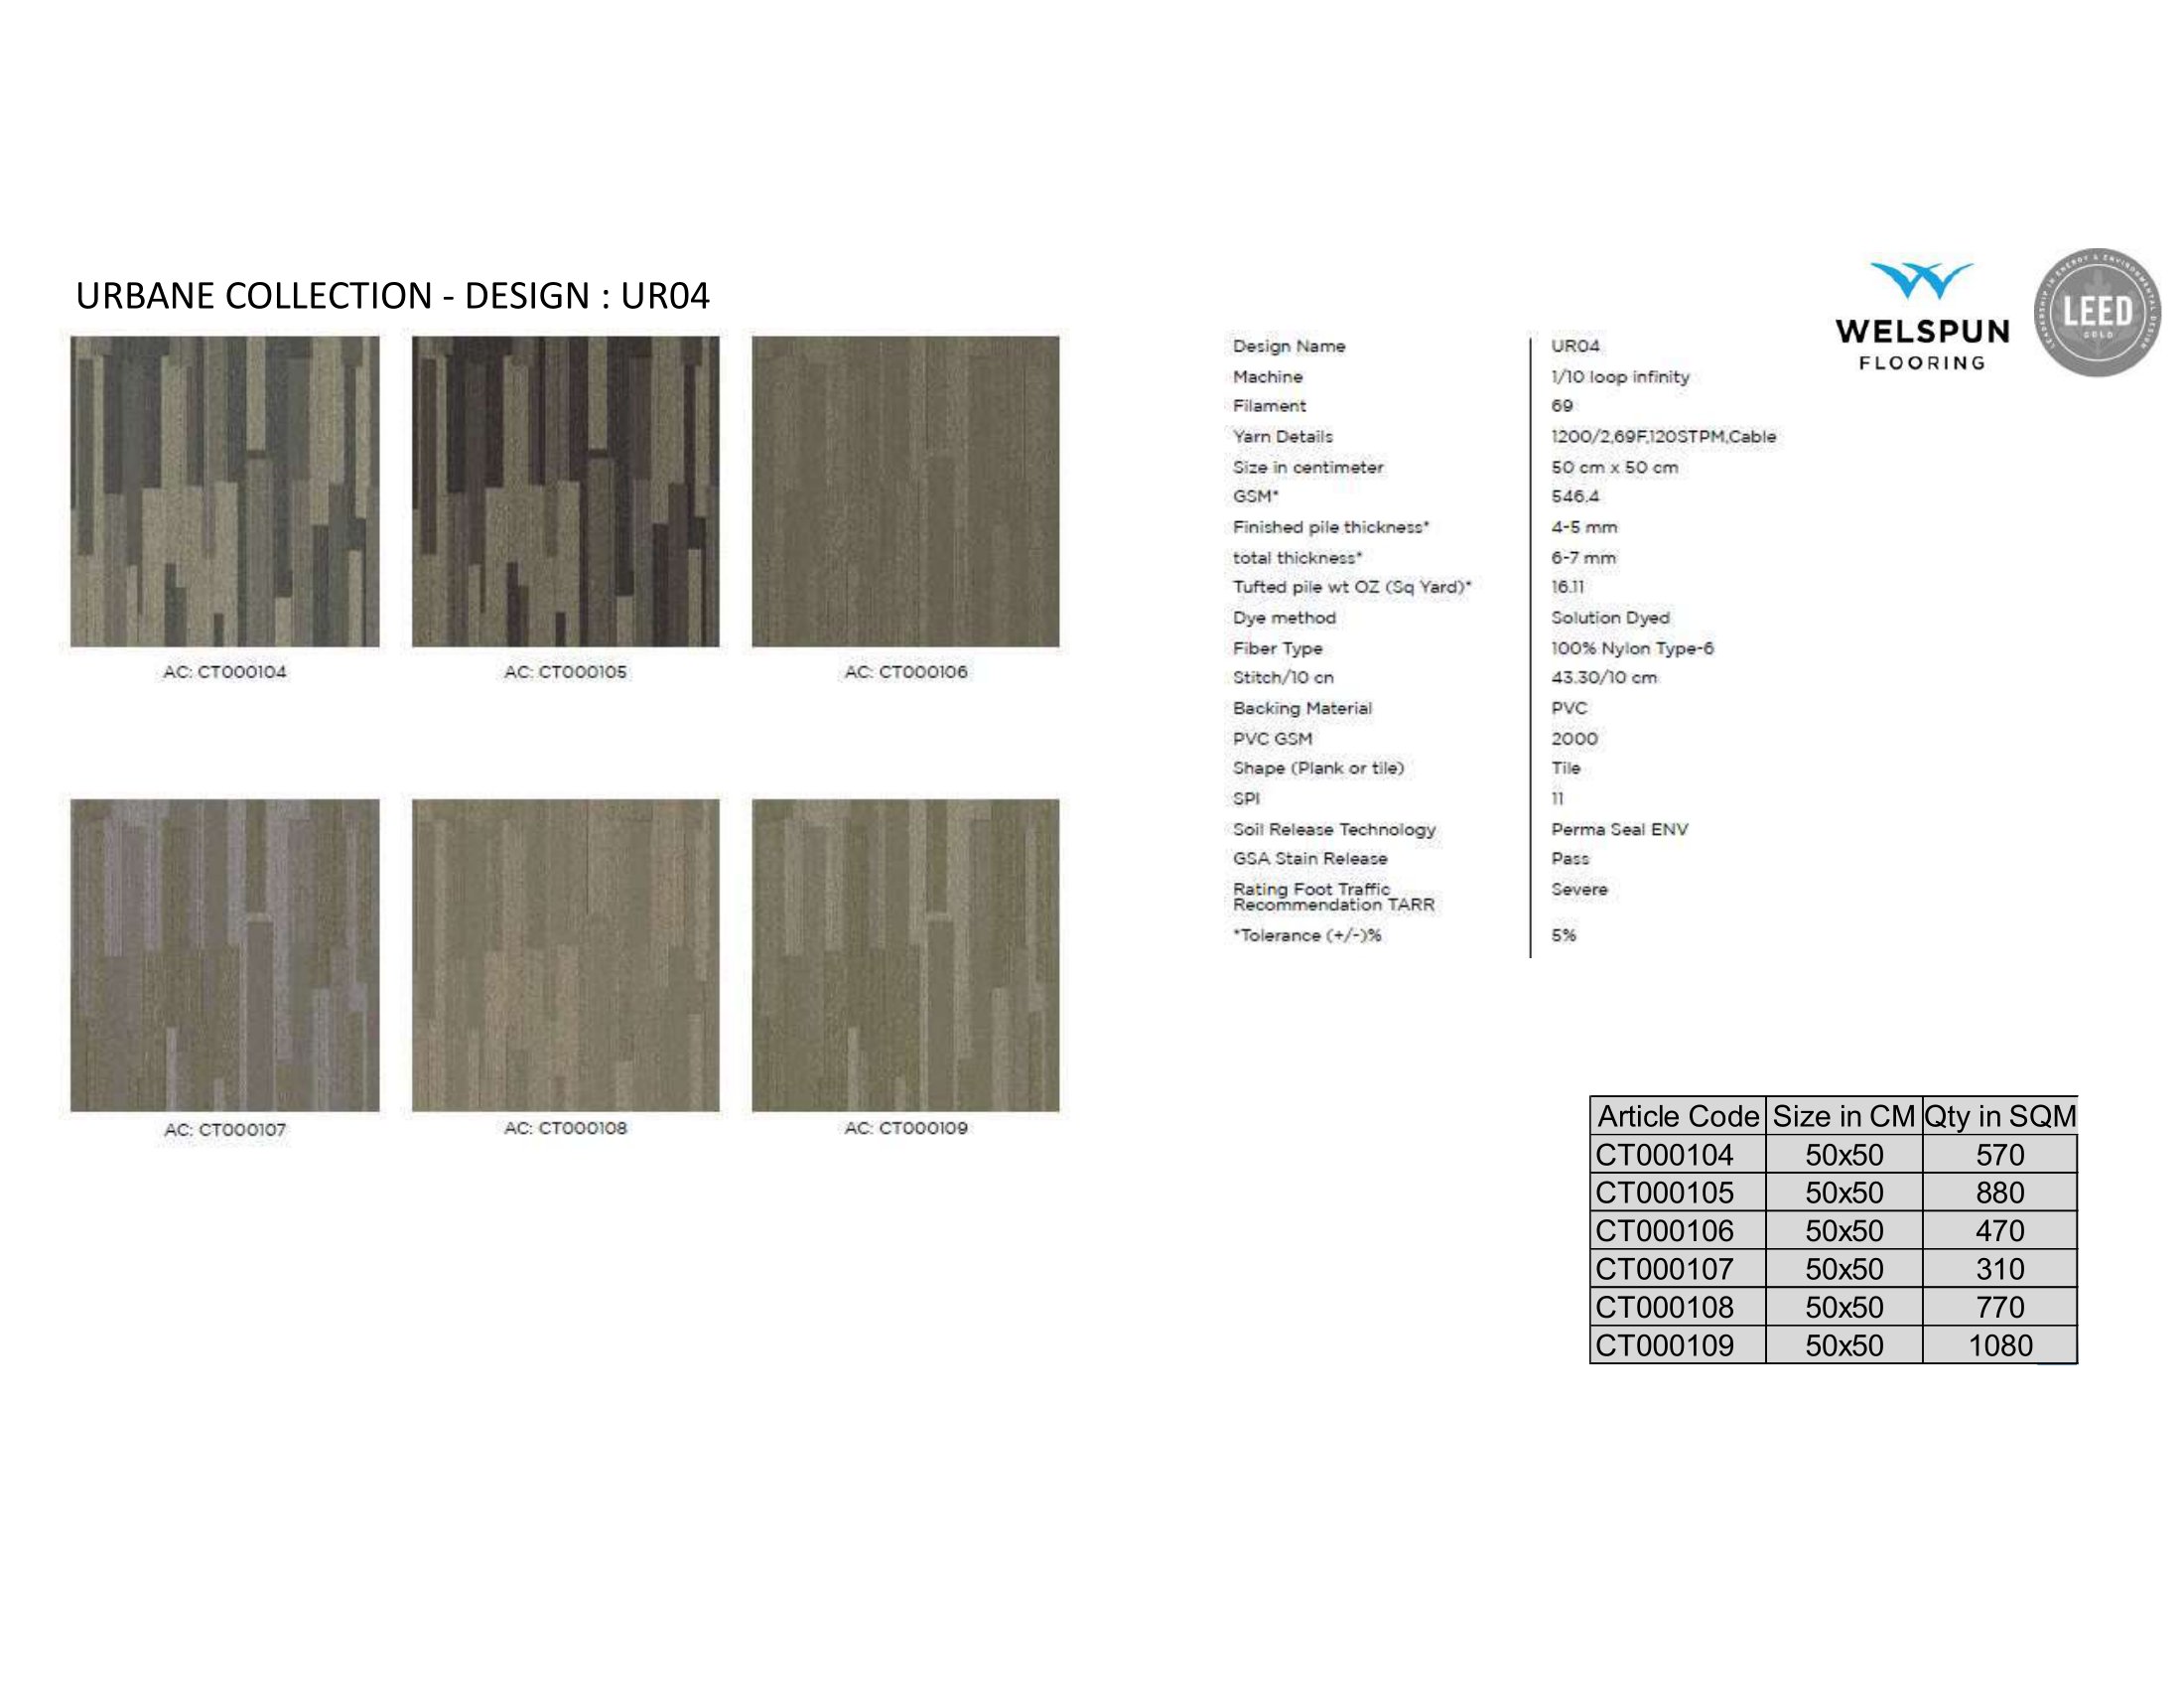 URBANE COLLECTION - DESIGN : UR04
AC: CT000104
AC: CT000105
AC: CT000106
AC: CT000107
AC: CT000108
AC: CT000109
WELSPUN
FLOORING
LEADERSHIP IN ENERGY & ENVIRONMENTAL DESIGN
LEED
GOLD
Design Name UR04
Machine 1/10 loop infinity
Filament 69
Yarn Details 1200/2,69F,120STPM,Cable
Size in centimeter 50 cm x 50 cm
GSM* 546.4
Finished pile thickness* 4-5 mm
total thickness* 6-7 mm
Tufted pile wt OZ (Sq Yard)* 16.11
Dye method Solution Dyed
Fiber Type 100% Nylon Type-6
Stitch/10 cn 43.30/10 cm
Backing Material PVC
PVC GSM 2000
Shape (Plank or tile) Tile
SPI 11
Soil Release Technology Perma Seal ENV
GSA Stain Release Pass
Rating Foot Traffic Severe
Recommendation TARR
*Tolerance (+/-)% 5%
Article Code Size in CM Qty in SQM
CT000104 50x50 570
CT000105 50x50 880
CT000106 50x50 470
CT000107 50x50 310
CT000108 50x50 770
CT000109 50x50 1080